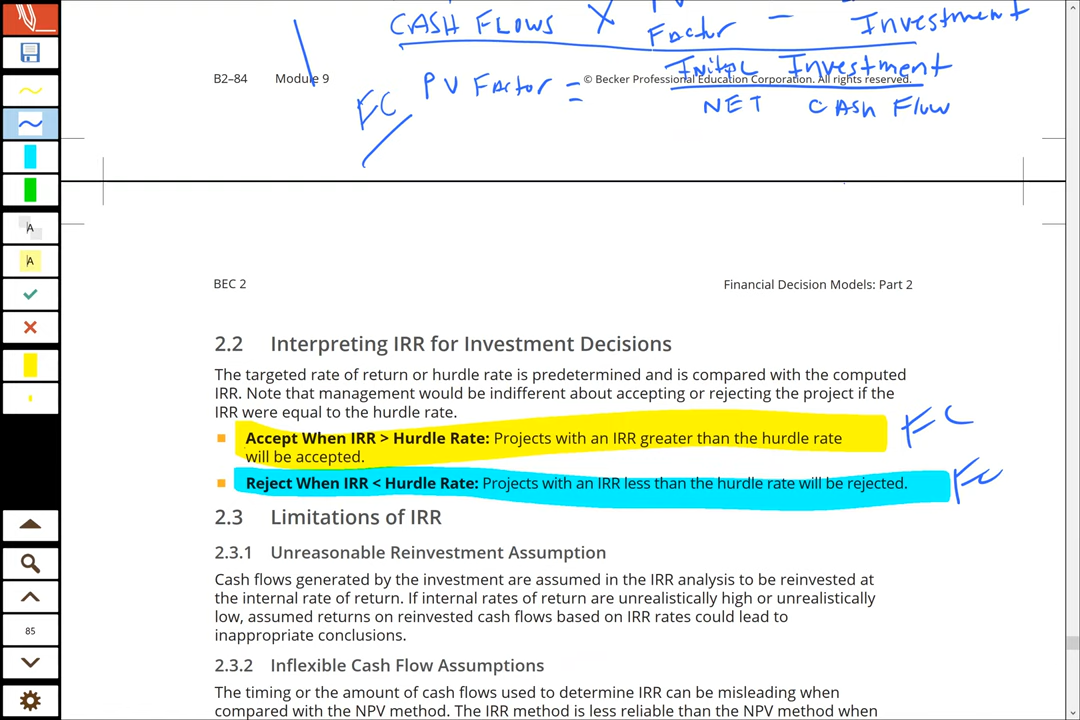 CASH FLOWS X Factor - Investment
B2–84 Module 9 © Becker Professional Education Corporation. All rights reserved.
FC PV Factor = Inital Investment
NET CASH Flow
BEC 2 Financial Decision Models: Part 2
2.2 Interpreting IRR for Investment Decisions
The targeted rate of return or hurdle rate is predetermined and is compared with the computed
IRR. Note that management would be indifferent about accepting or rejecting the project if the
IRR were equal to the hurdle rate.
Accept When IRR > Hurdle Rate: Projects with an IRR greater than the hurdle rate FC
will be accepted.
Reject When IRR < Hurdle Rate: Projects with an IRR less than the hurdle rate will be rejected. FC
2.3 Limitations of IRR
2.3.1 Unreasonable Reinvestment Assumption
Cash flows generated by the investment are assumed in the IRR analysis to be reinvested at
the internal rate of return. If internal rates of return are unrealistically high or unrealistically
low, assumed returns on reinvested cash flows based on IRR rates could lead to
inappropriate conclusions.
2.3.2 Inflexible Cash Flow Assumptions
The timing or the amount of cash flows used to determine IRR can be misleading when
compared with the NPV method. The IRR method is less reliable than the NPV method when
A
A
85